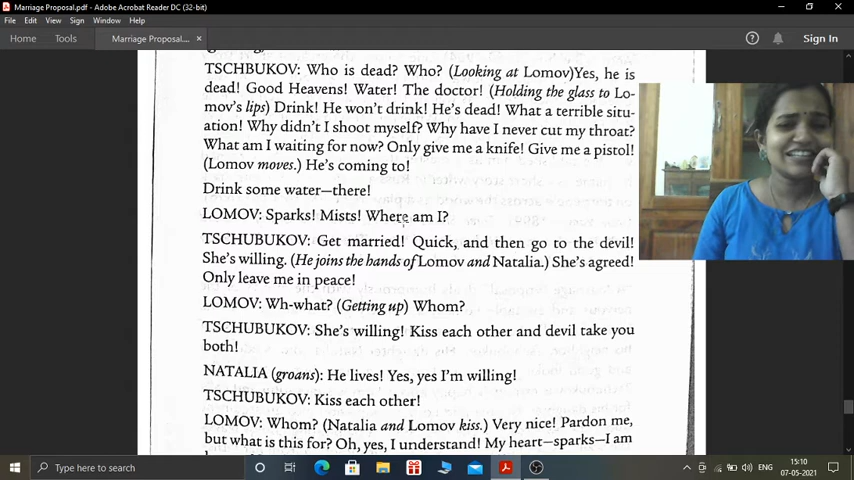 Marriage Proposal.pdf - Adobe Acrobat Reader DC (32-bit)
File Edit View Sign Window Help
Home Tools Marriage Proposal... × Sign In
TSCHBUKOV: Who is dead? Who? (Looking at Lomov)Yes, he is
dead! Good Heavens! Water! The doctor! (Holding the glass to Lo-
mov's lips) Drink! He won't drink! He's dead! What a terrible situ-
ation! Why didn't I shoot myself? Why have I never cut my throat?
What am I waiting for now? Only give me a knife! Give me a pistol!
(Lomov moves.) He's coming to!
Drink some water—there!
LOMOV: Sparks! Mists! Where am I?
TSCHUBUKOV: Get married! Quick, and then go to the devil!
She's willing. (He joins the hands of Lomov and Natalia.) She's agreed!
Only leave me in peace!
LOMOV: Wh-what? (Getting up) Whom?
TSCHUBUKOV: She's willing! Kiss each other and devil take you
both!
NATALIA (groans): He lives! Yes, yes I'm willing!
TSCHUBUKOV: Kiss each other!
LOMOV: Whom? (Natalia and Lomov kiss.) Very nice! Pardon me,
but what is this for? Oh, yes, I understand! My heart—sparks—I am
Type here to search
ENG
15:10
07-05-2021